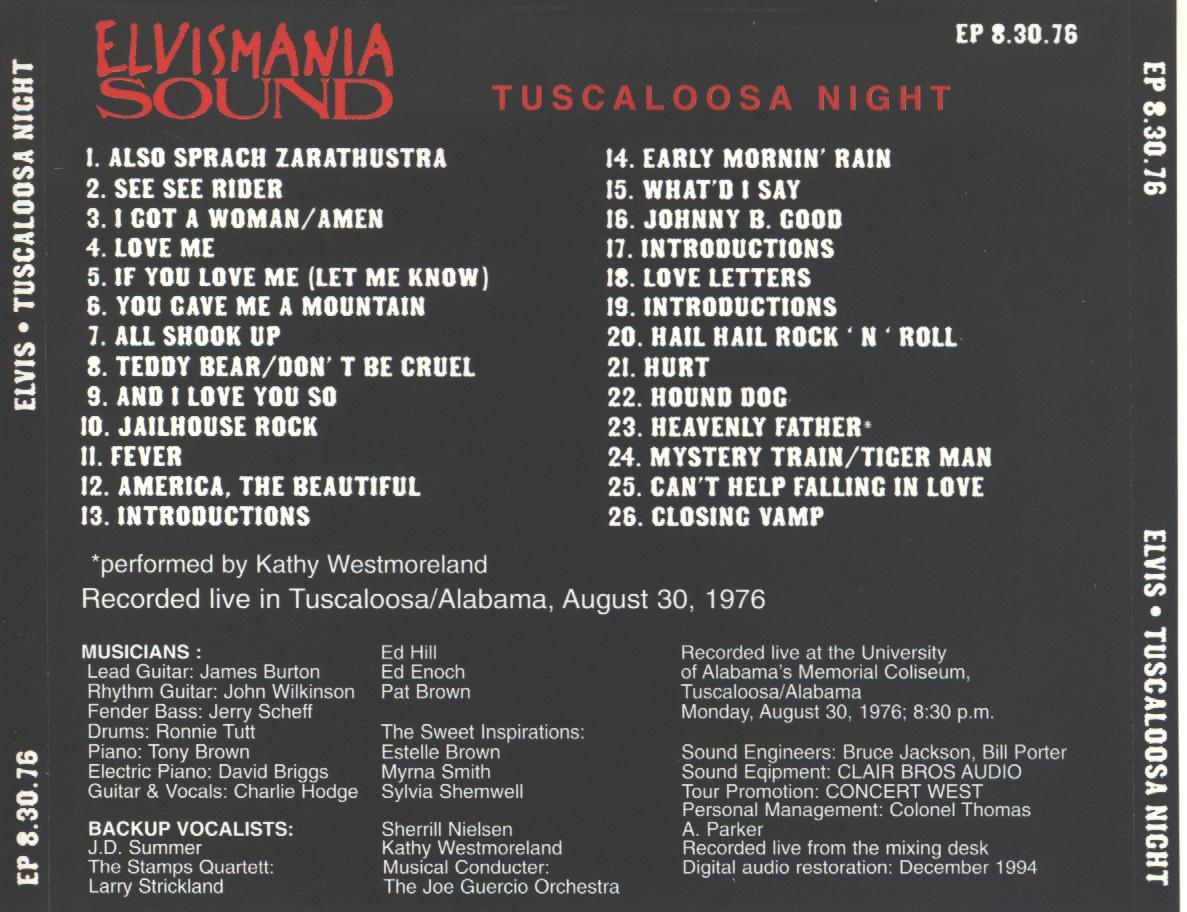 ELVISMANIA
SOUND
EP 8.30.76
TUSCALOOSA NIGHT
1. ALSO SPRACH ZARATHUSTRA
2. SEE SEE RIDER
3. I GOT A WOMAN/AMEN
4. LOVE ME
5. IF YOU LOVE ME (LET ME KNOW)
6. YOU GAVE ME A MOUNTAIN
7. ALL SHOOK UP
8. TEDDY BEAR/DON' T BE CRUEL
9. AND I LOVE YOU SO
10. JAILHOUSE ROCK
11. FEVER
12. AMERICA, THE BEAUTIFUL
13. INTRODUCTIONS
14. EARLY MORNIN' RAIN
15. WHAT'D I SAY
16. JOHNNY B. GOOD
17. INTRODUCTIONS
18. LOVE LETTERS
19. INTRODUCTIONS
20. HAIL HAIL ROCK ' N ' ROLL
21. HURT
22. HOUND DOG
23. HEAVENLY FATHER*
24. MYSTERY TRAIN/TIGER MAN
25. CAN'T HELP FALLING IN LOVE
26. CLOSING VAMP
*performed by Kathy Westmoreland
Recorded live in Tuscaloosa/Alabama, August 30, 1976
MUSICIANS :
Lead Guitar: James Burton
Rhythm Guitar: John Wilkinson
Fender Bass: Jerry Scheff
Drums: Ronnie Tutt
Piano: Tony Brown
Electric Piano: David Briggs
Guitar & Vocals: Charlie Hodge
BACKUP VOCALISTS:
J.D. Summer
The Stamps Quartett:
Larry Strickland
Ed Hill
Ed Enoch
Pat Brown
The Sweet Inspirations:
Estelle Brown
Myrna Smith
Sylvia Shemwell
Sherrill Nielsen
Kathy Westmoreland
Musical Conducter:
The Joe Guercio Orchestra
Recorded live at the University
of Alabama's Memorial Coliseum,
Tuscaloosa/Alabama
Monday, August 30, 1976; 8:30 p.m.
Sound Engineers: Bruce Jackson, Bill Porter
Sound Eqipment: CLAIR BROS AUDIO
Tour Promotion: CONCERT WEST
Personal Management: Colonel Thomas
A. Parker
Recorded live from the mixing desk
Digital audio restoration: December 1994
ELVIS • TUSCALOOSA NIGHT
EP 8.30.76
EP 8.30.76
ELVIS • TUSCALOOSA NIGHT